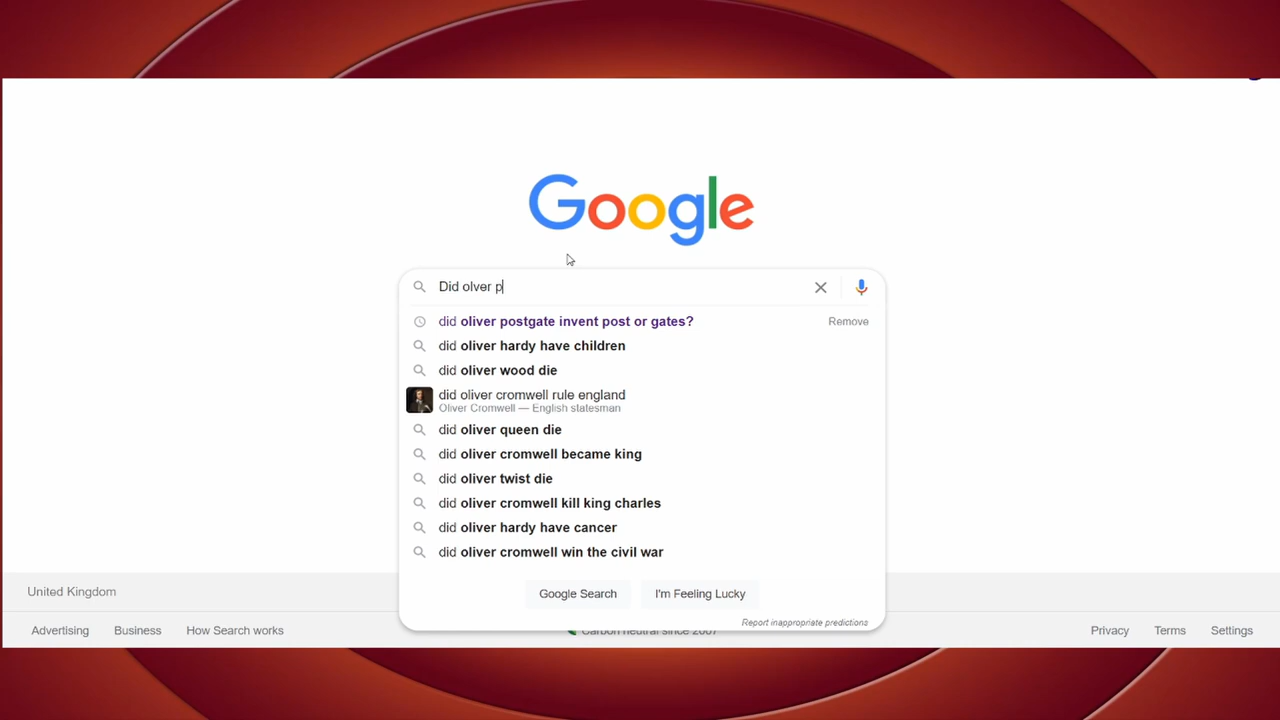 Google
Did olver p
did oliver postgate invent post or gates? Remove
did oliver hardy have children
did oliver wood die
did oliver cromwell rule england
Oliver Cromwell — English statesman
did oliver queen die
did oliver cromwell became king
did oliver twist die
did oliver cromwell kill king charles
did oliver hardy have cancer
did oliver cromwell win the civil war
Google Search I'm Feeling Lucky
Report inappropriate predictions
United Kingdom
Advertising Business How Search works Carbon neutral since 2007 Privacy Terms Settings